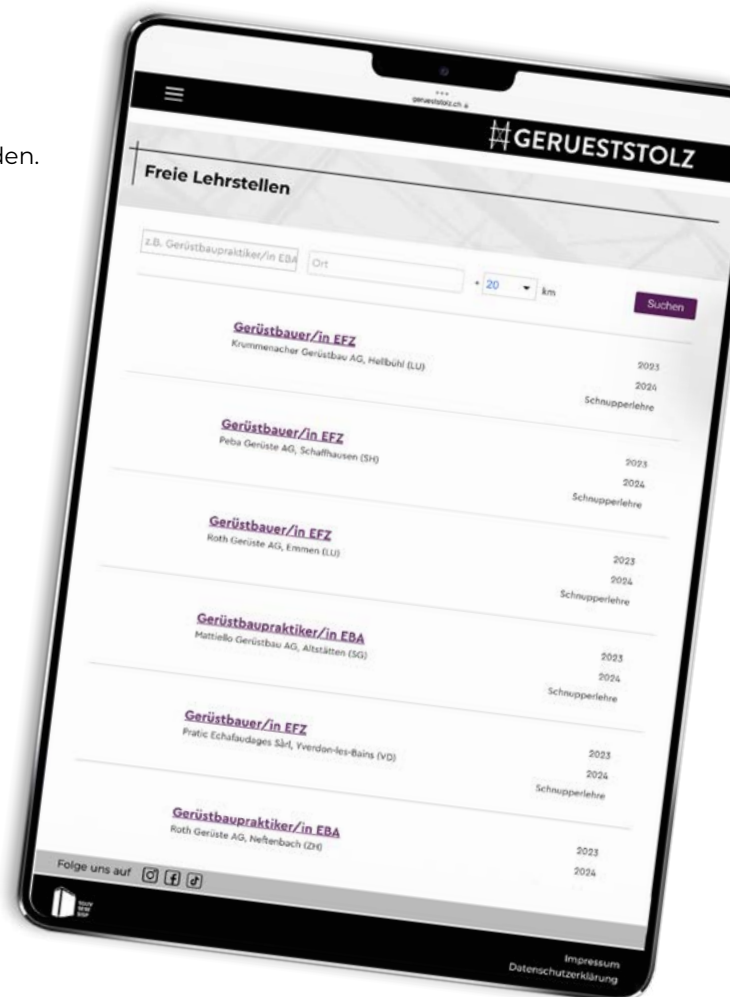 den.
gerueststolz.ch
#GERUESTSTOLZ
Freie Lehrstellen
z.B. Gerüstbaupraktiker/in EBA
Ort
+ 20 km
Suchen
Gerüstbauer/in EFZ
Krummenacher Gerüstbau AG, Hellbühl (LU)
2023
2024
Schnupperlehre
Gerüstbauer/in EFZ
Peba Gerüste AG, Schaffhausen (SH)
2023
2024
Schnupperlehre
Gerüstbauer/in EFZ
Roth Gerüste AG, Emmen (LU)
2023
2024
Schnupperlehre
Gerüstbaupraktiker/in EBA
Mattiello Gerüstbau AG, Altstätten (SG)
2023
2024
Schnupperlehre
Gerüstbauer/in EFZ
Pratic Echafaudages Sàrl, Yverdon-les-Bains (VD)
2023
2024
Schnupperlehre
Gerüstbaupraktiker/in EBA
Roth Gerüste AG, Neftenbach (ZH)
2023
2024
Folge uns auf
Impressum
Datenschutzerklärung